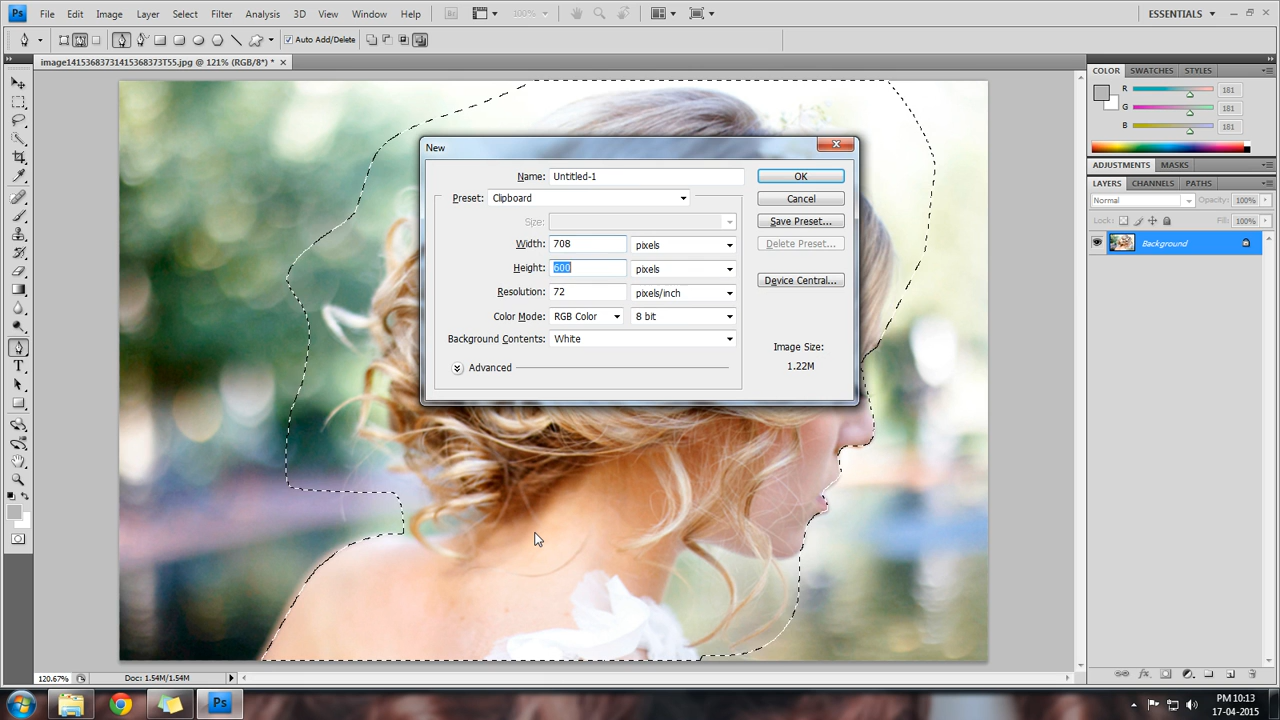 Ps File Edit Image Layer Select Filter Analysis 3D View Window Help Br 100% ESSENTIALS
Auto Add/Delete
image14153683731415368373T55.jpg @ 121% (RGB/8*) *
COLOR SWATCHES STYLES
R 181
G 181
B 181
ADJUSTMENTS MASKS
LAYERS CHANNELS PATHS
Normal Opacity: 100%
Lock: Fill: 100%
Background
New
Name: Untitled-1 OK
Preset: Clipboard Cancel
Size: Save Preset...
Width: 708 pixels Delete Preset...
Height: 600 pixels
Device Central...
Resolution: 72 pixels/inch
Color Mode: RGB Color 8 bit
Background Contents: White Image Size:
Advanced 1.22M
T
120.67% Doc: 1.54M/1.54M
Ps PM 10:13
17-04-2015